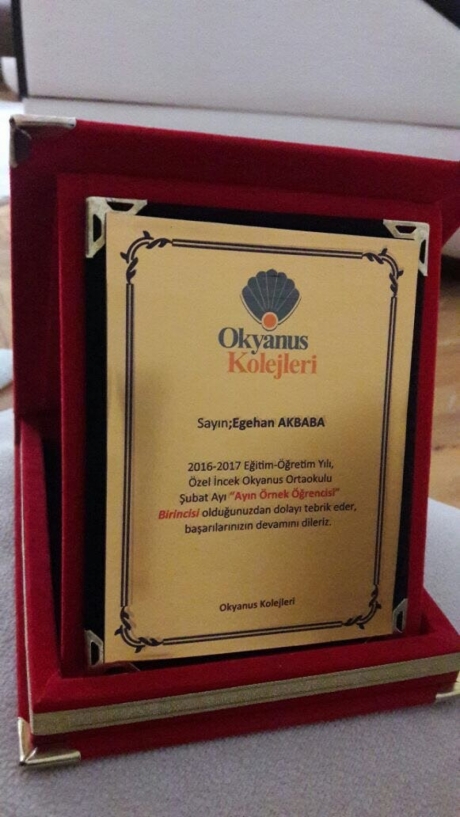 Okyanus
Kolejleri
Sayın;Egehan AKBABA
2016-2017 Eğitim-Öğretim Yılı,
Özel İncek Okyanus Ortaokulu
Şubat Ayı "Ayın Örnek Öğrencisi"
Birincisi olduğunuzdan dolayı tebrik eder,
başarılarınızın devamını dileriz.
Okyanus Kolejleri